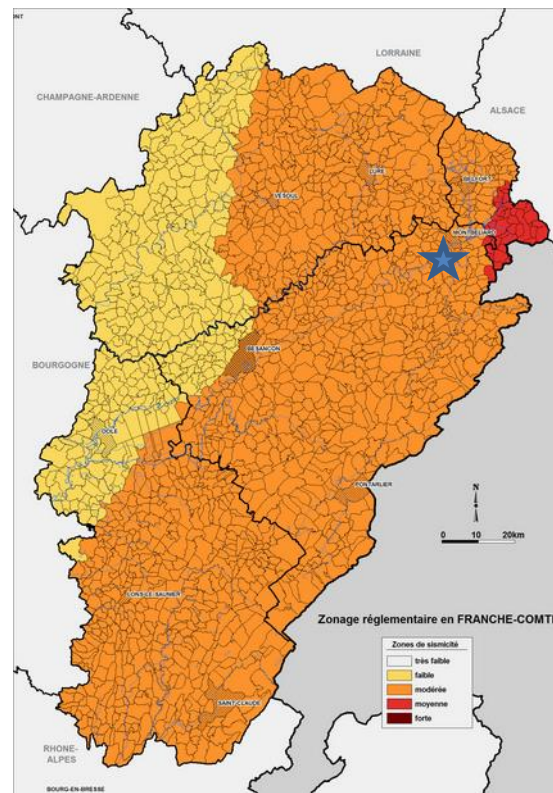 ONT
LORRAINE
CHAMPAGNE-ARDENNE
ALSACE
LURE
BELFORT
VESOUL
MONTBELIARD
BESANCON
BOURGOGNE
DOLE
PONTARLIER
N
0 10 20km
LONS-LE-SAUNIER
Zonage réglementaire en FRANCHE-COMT
Zones de sismicité
très faible
faible
modérée
moyenne
forte
SAINT-CLAUDE
RHONE-
ALPES
BOURG-EN-BRESSE